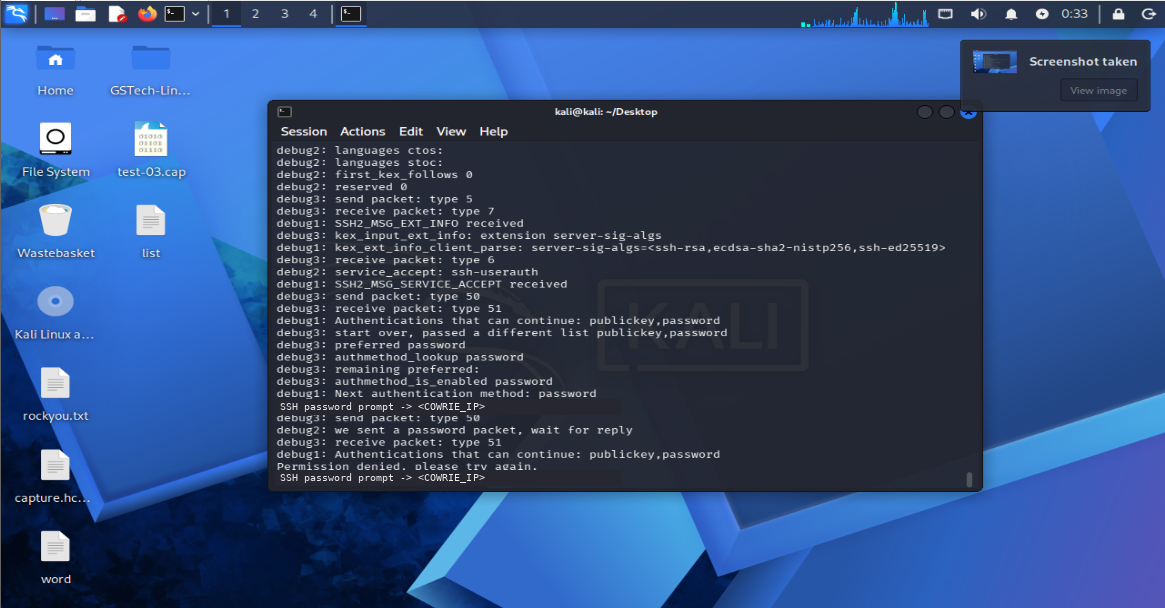 1 2 3 4
0:33
Screenshot taken
View image
Home
GSTech-Lin...
File System
test-03.cap
Wastebasket
list
Kali Linux a...
rockyou.txt
capture.hc...
word
kali@kali: ~/Desktop
Session Actions Edit View Help
debug2: languages ctos:
debug2: languages stoc:
debug2: first_kex_follows 0
debug2: reserved 0
debug3: send packet: type 5
debug3: receive packet: type 7
debug1: SSH2_MSG_EXT_INFO received
debug3: kex_input_ext_info: extension server-sig-algs
debug1: kex_ext_info_client_parse: server-sig-algs=<ssh-rsa,ecdsa-sha2-nistp256,ssh-ed25519>
debug3: receive packet: type 6
debug2: service_accept: ssh-userauth
debug1: SSH2_MSG_SERVICE_ACCEPT received
debug3: send packet: type 50
debug3: receive packet: type 51
debug1: Authentications that can continue: publickey,password
debug3: start over, passed a different list publickey,password
debug3: preferred password
debug3: authmethod_lookup password
debug3: remaining preferred:
debug3: authmethod_is_enabled password
debug1: Next authentication method: password
SSH password prompt -> <COWRIE_IP>
debug3: send packet: type 50
debug2: we sent a password packet, wait for reply
debug3: receive packet: type 51
debug1: Authentications that can continue: publickey,password
Permission denied, please try again.
SSH password prompt -> <COWRIE_IP>
KALI